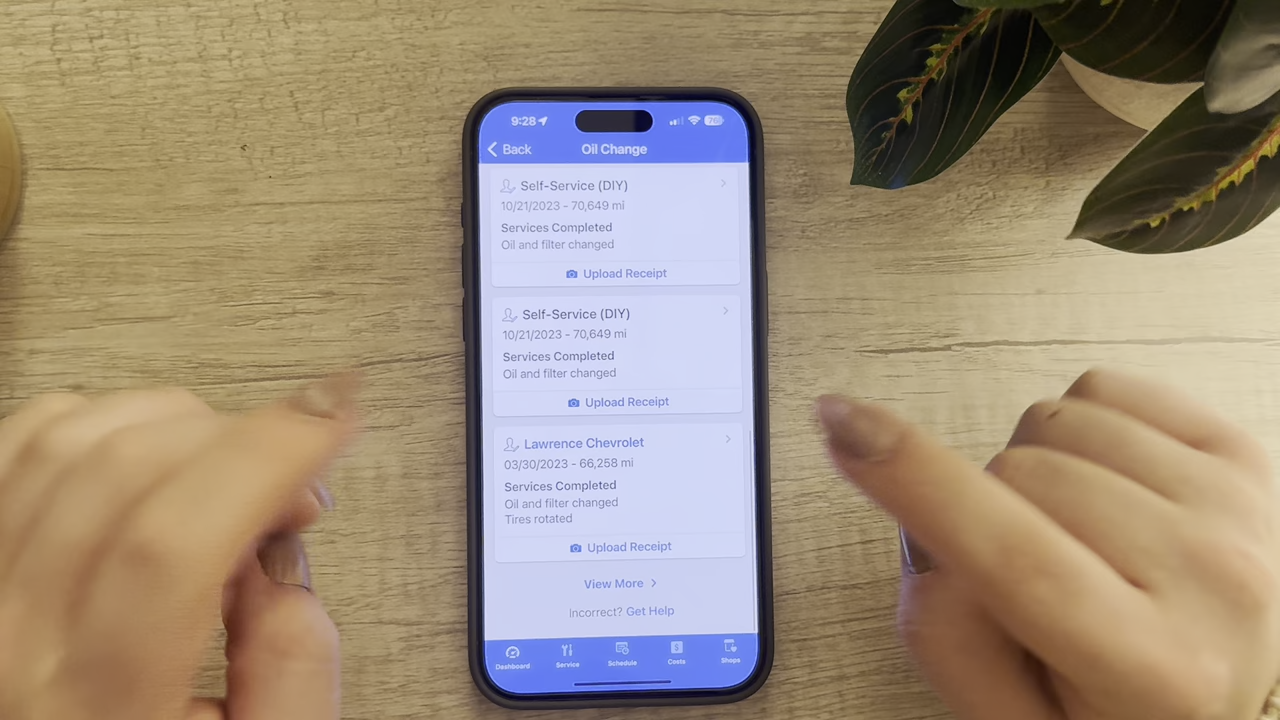 9:28
76
Back
Oil Change
Self-Service (DIY)
10/21/2023 - 70,649 mi
Services Completed
Oil and filter changed
Upload Receipt
Self-Service (DIY)
10/21/2023 - 70,649 mi
Services Completed
Oil and filter changed
Upload Receipt
Lawrence Chevrolet
03/30/2023 - 66,258 mi
Services Completed
Oil and filter changed
Tires rotated
Upload Receipt
View More
Incorrect? Get Help
Dashboard Service Schedule Costs Shops